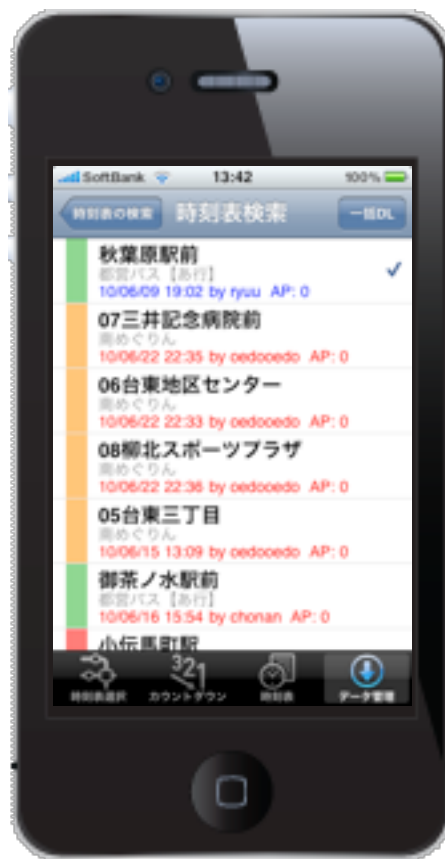 SoftBank 13:42 100%
時刻表の検索 時刻表検索 一括DL
秋葉原駅前
都営バス【あ行】
10/06/09 19:02 by ryuu AP: 0
07三井記念病院前
南めぐりん
10/06/22 22:35 by oedooedo AP: 0
06台東地区センター
南めぐりん
10/06/22 22:33 by oedooedo AP: 0
08柳北スポーツプラザ
南めぐりん
10/06/22 22:36 by oedooedo AP: 0
05台東三丁目
南めぐりん
10/06/15 13:09 by oedooedo AP: 0
御茶ノ水駅前
都営バス【あ行】
10/06/16 15:54 by chonan AP: 0
小伝馬町駅
321
時刻表選択 カウントダウン 時刻表 データ管理